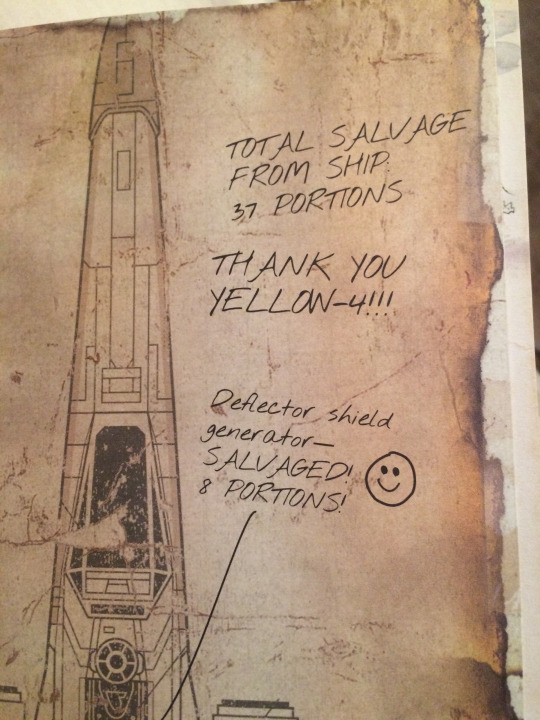 TOTAL SALVAGE
FROM SHIP:
37 PORTIONS
THANK YOU
YELLOW-4!!!
Deflector shield
generator—
SALVAGED!
8 PORTIONS!